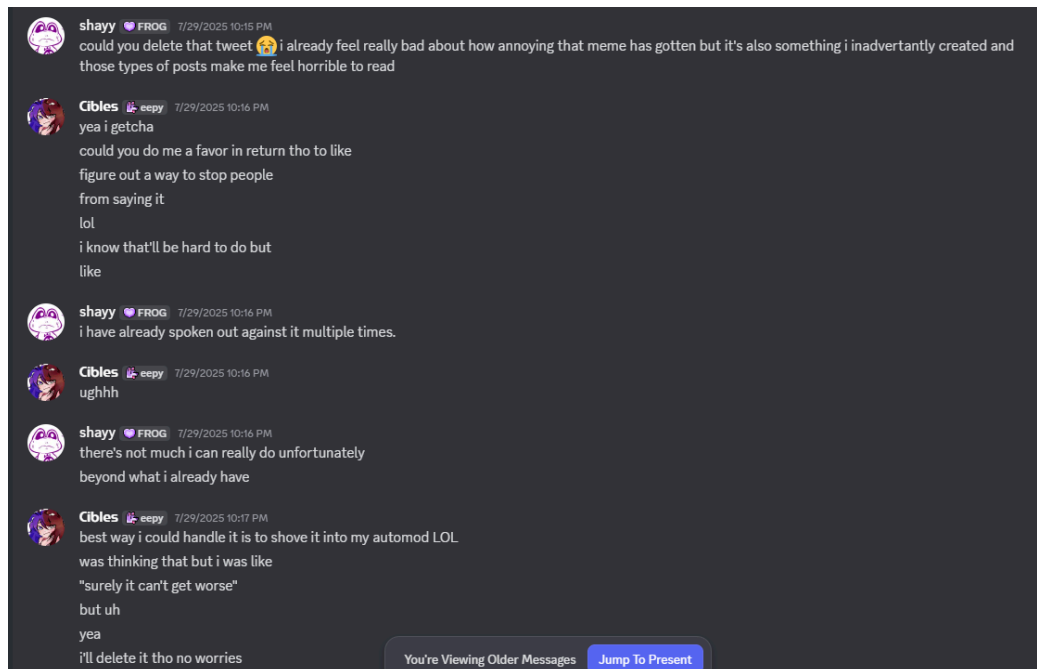 shayy FROG 7/29/2025 10:15 PM
could you delete that tweet 😭 i already feel really bad about how annoying that meme has gotten but it's also something i inadvertantly created and
those types of posts make me feel horrible to read
Cibles eepy 7/29/2025 10:16 PM
yea i getcha
could you do me a favor in return tho to like
figure out a way to stop people
from saying it
lol
i know that'll be hard to do but
like
shayy FROG 7/29/2025 10:16 PM
i have already spoken out against it multiple times.
Cibles eepy 7/29/2025 10:16 PM
ughhh
shayy FROG 7/29/2025 10:16 PM
there's not much i can really do unfortunately
beyond what i already have
Cibles eepy 7/29/2025 10:17 PM
best way i could handle it is to shove it into my automod LOL
was thinking that but i was like
"surely it can't get worse"
but uh
yea
i'll delete it tho no worries
You're Viewing Older Messages Jump To Present